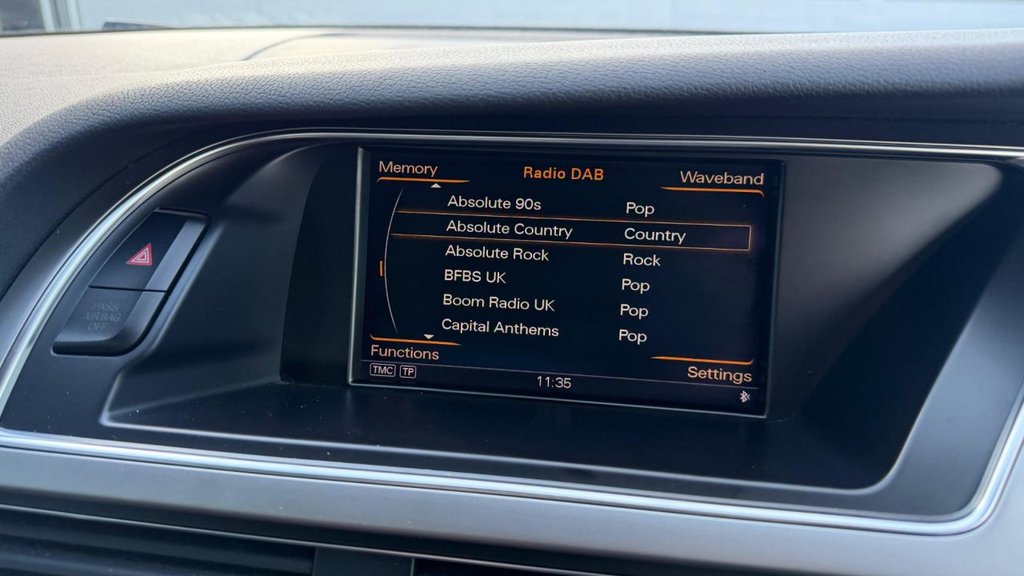 Memory Radio DAB Waveband
Absolute 90s Pop
Absolute Country Country
Absolute Rock Rock
BFBS UK Pop
Boom Radio UK Pop
Capital Anthems Pop
Functions Settings
TMC TP 11:35
PASS
AIR BAG
OFF